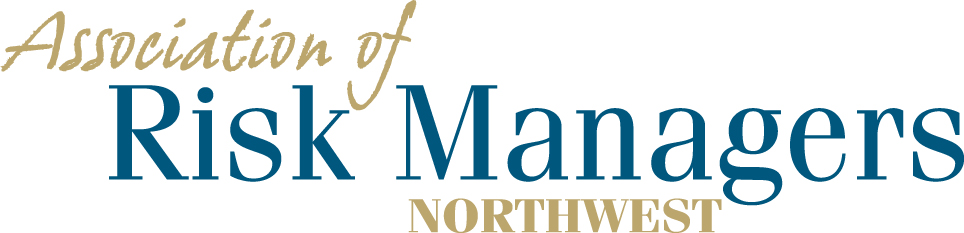 Association of
Risk Managers
NORTHWEST